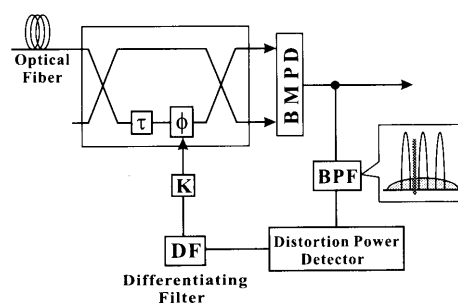 Optical
Fiber
τ
ϕ
BMPD
K
BPF
DF
Distortion Power
Detector
Differentiating
Filter